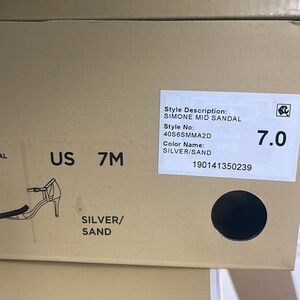 Style Description:
SIMONE MID SANDAL
Style No:
40S6SMMA2D
7.0
Color Name:
SILVER/SAND
190141350239
AL
US 7M
SILVER/
SAND